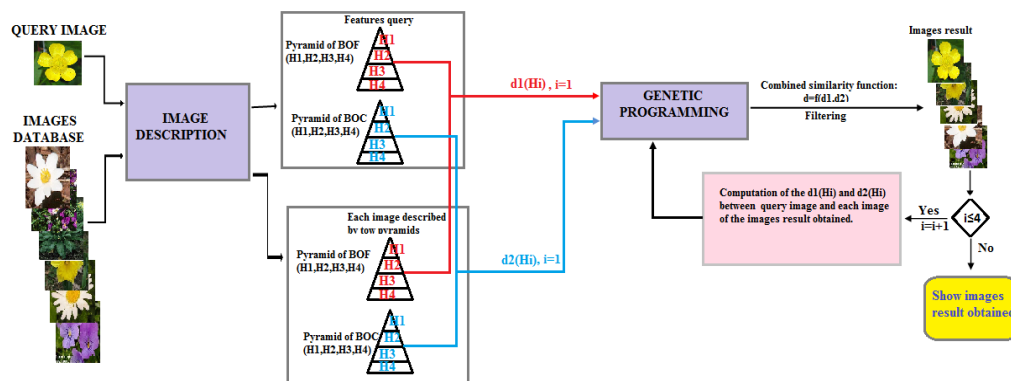 QUERY IMAGE
IMAGES
DATABASE
IMAGE
DESCRIPTION
Features query
Pyramid of BOF
(H1,H2,H3,H4)
H1
H2
H3
H4
Pyramid of BOC
(H1,H2,H3,H4)
H1
H2
H3
H4
Each image described
by tow pyramids
Pyramid of BOF
(H1,H2,H3,H4)
H1
H2
H3
H4
Pyramid of BOC
(H1,H2,H3,H4)
H1
H2
H3
H4
d1(Hi) , i=1
d2(Hi), i=1
GENETIC
PROGRAMMING
Combined similarity function:
d=f(d1,d2)
Filtering
Images result
Computation of the d1(Hi) and d2(Hi)
between query image and each image
of the images result obtained.
Yes
i=i+1
i≤4
No
Show images
result obtained